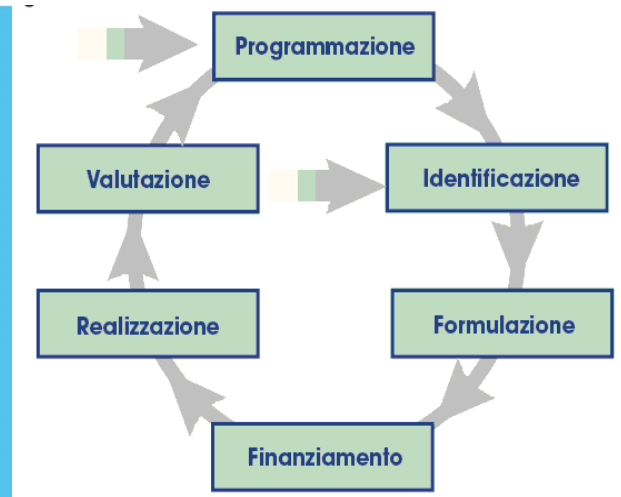 Programmazione
Valutazione
Identificazione
Realizzazione
Formulazione
Finanziamento